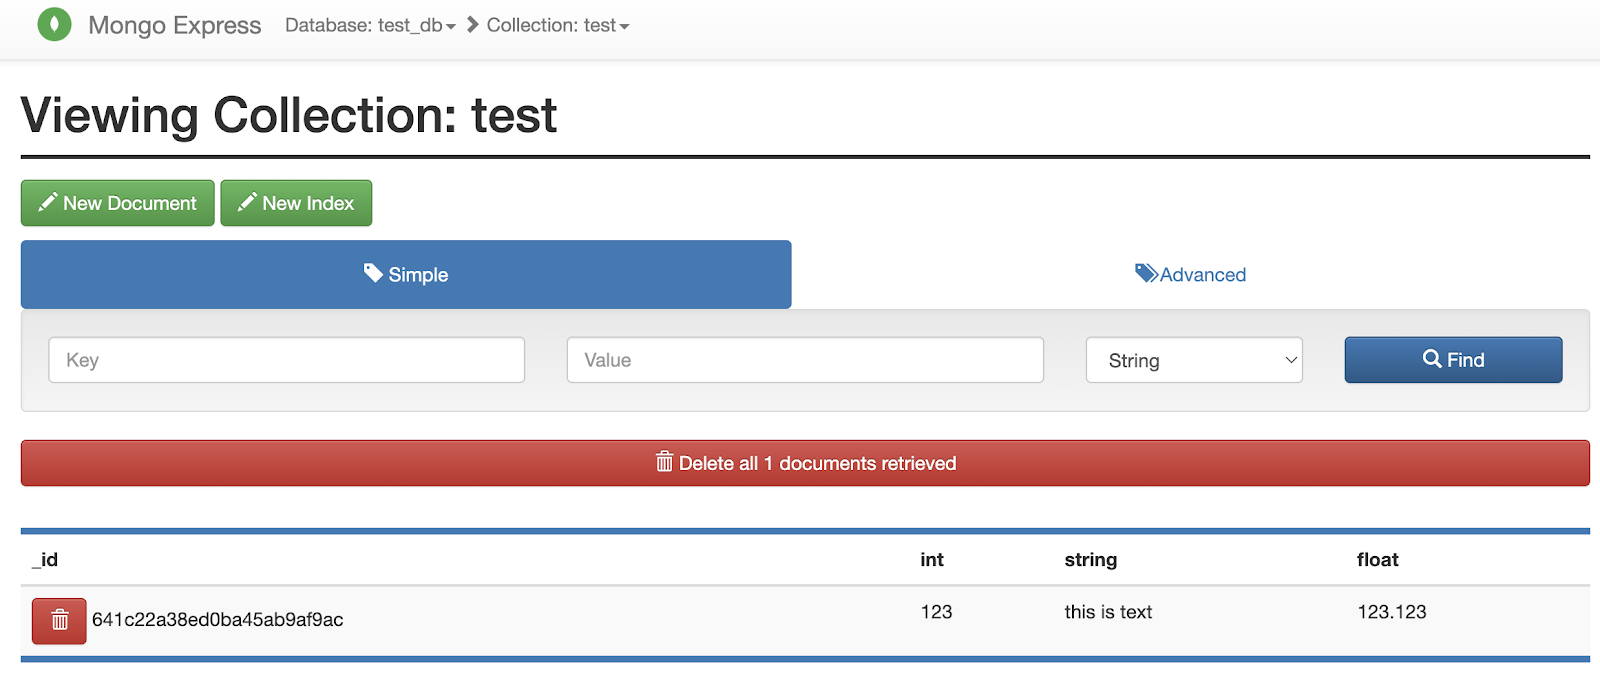 Mongo Express Database: test_db Collection: test
Viewing Collection: test
New Document New Index
Simple Advanced
Key Value String Find
Delete all 1 documents retrieved
_id int string float
641c22a38ed0ba45ab9af9ac 123 this is text 123.123